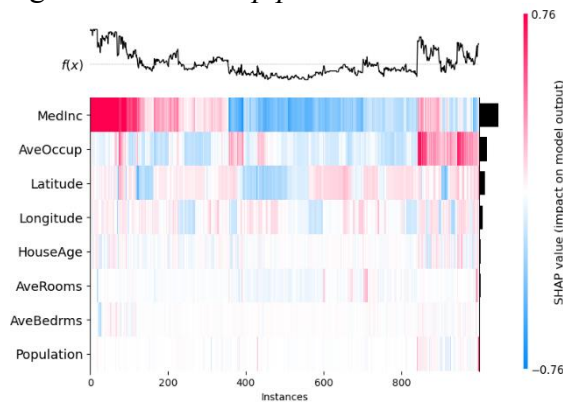 0.76
f(x)
MedInc
AveOccup
Latitude
Longitude
HouseAge
AveRooms
AveBedrms
Population
0 200 400 600 800
Instances
SHAP value (impact on model output)
−0.76